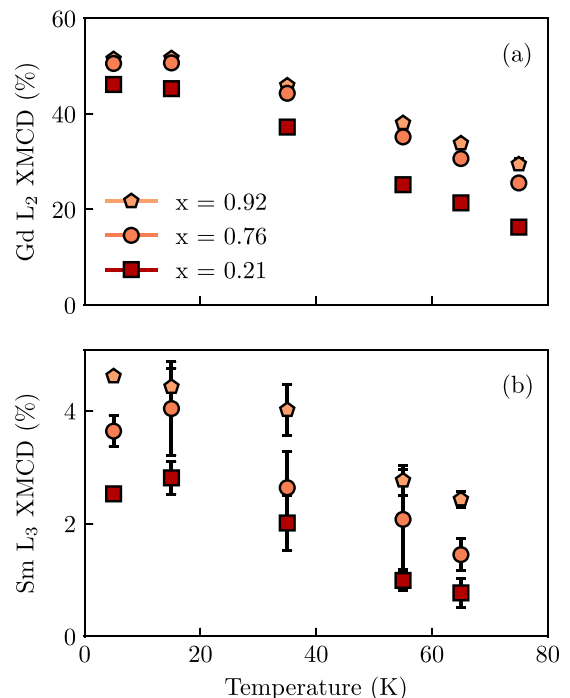 60
40
20
0
Gd L₂ XMCD (%)
(a)
x = 0.92
x = 0.76
x = 0.21
4
2
0
Sm L₃ XMCD (%)
(b)
0 20 40 60 80
Temperature (K)